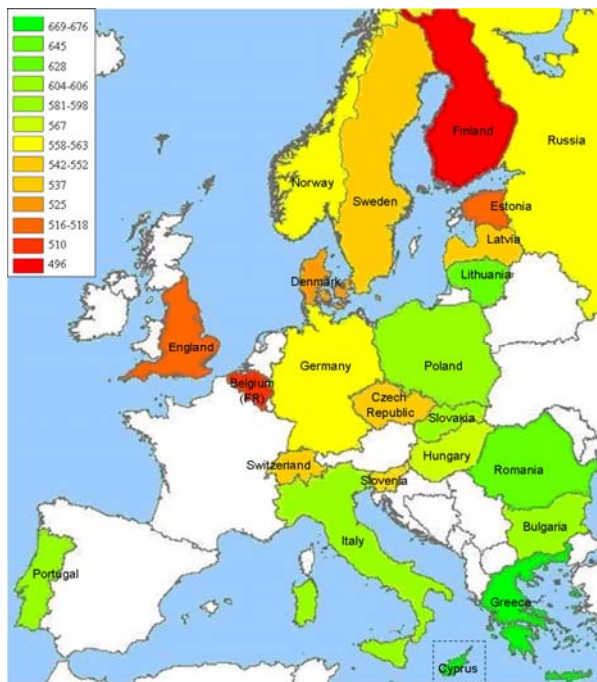 669-676
645
628
604-606
581-598
567
558-563
542-552
537
525
516-518
510
496
Finland
Russia
Norway
Sweden
Estonia
Latvia
Denmark
Lithuania
England
Germany
Poland
Belgium
(FR)
Czech
Republic
Slovakia
Switzerland
Hungary
Slovenia
Romania
Italy
Bulgaria
Portugal
Greece
Cyprus